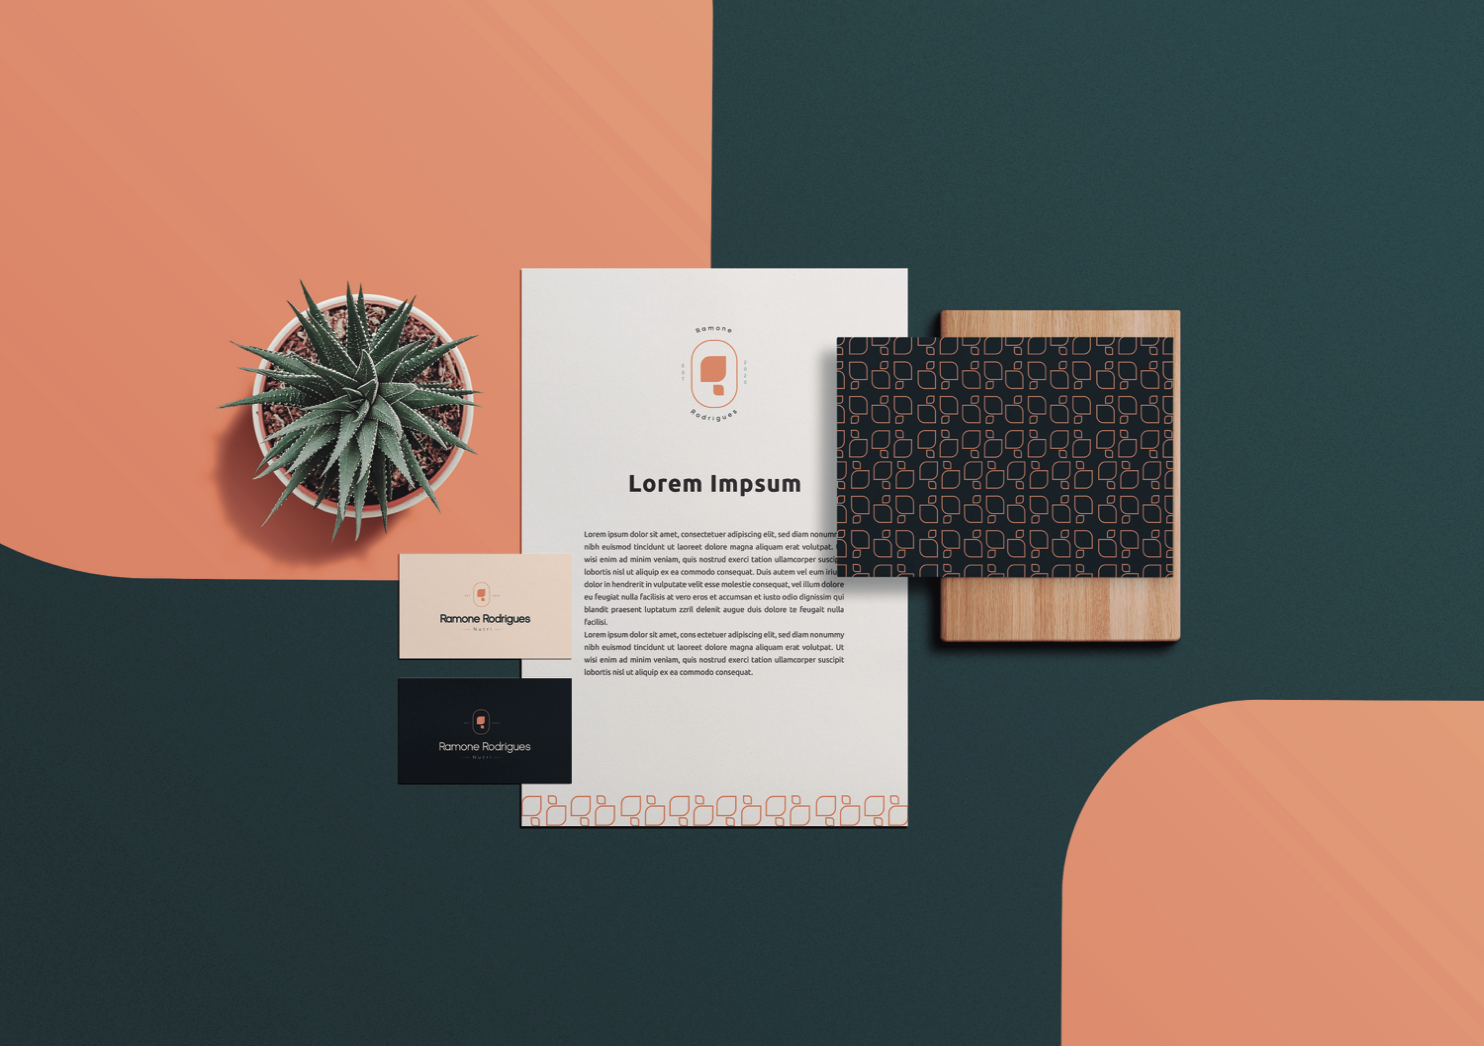 Ramone
Rodrigues
Lorem Impsum
Lorem ipsum dolor sit amet, consectetuer adipiscing elit, sed diam
nibh euismod tincidunt ut laoreet dolore magna aliquam erat volutpat.
wisi enim ad minim veniam, quis nostrud exerci tation ullamcorper
lobortis nisl ut aliquip ex ea commodo consequat. Duis autem vel eum
dolor in hendrerit in vulputate velit esse molestie consequat, vel illum dolore
eu feugiat nulla facilisis at vero eros et accumsan et iusto odio dignissim qui
blandit praesent luptatum zzril delenit augue duis dolore te feugait nulla
facilisi.
Lorem ipsum dolor sit amet, cons ectetuer adipiscing elit, sed diam nonummy
nibh euismod tincidunt ut laoreet dolore magna aliquam erat volutpat. Ut
wisi enim ad minim veniam, quis nostrud exerci tation ullamcorper suscipit
lobortis nisl ut aliquip ex ea commodo consequat.
Ramone Rodrigues
Nutri
Ramone Rodrigues
Nutri